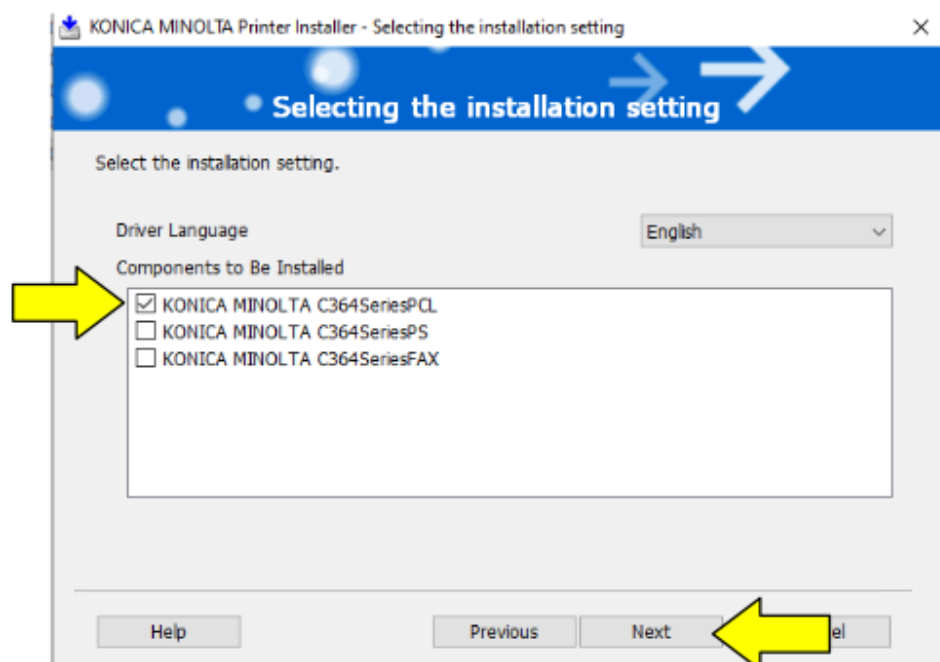 KONICA MINOLTA Printer Installer - Selecting the installation setting
Selecting the installation setting
Select the installation setting.
Driver Language English
Components to Be Installed
KONICA MINOLTA C364SeriesPCL
KONICA MINOLTA C364SeriesPS
KONICA MINOLTA C364SeriesFAX
Help Previous Next